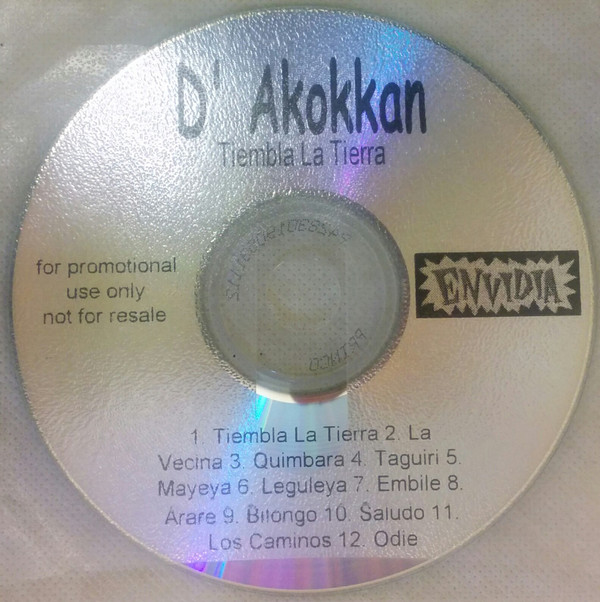 D' Akokkan
Tiembla La Tierra
for promotional
use only
not for resale
ENVIDIA
1. Tiembla La Tierra 2. La
Vecina 3. Quimbara 4. Taguiri 5.
Mayeya 6. Leguleya 7. Embile 8.
Arare 9. Bilongo 10. Saludo 11.
Los Caminos 12. Odie